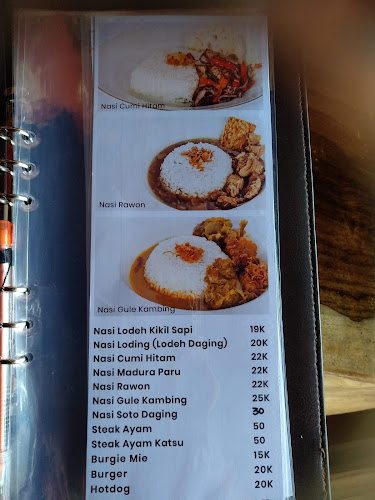 Nasi Cumi Hitam
Nasi Rawon
Nasi Gule Kambing
Nasi Lodeh Kikil Sapi 19K
Nasi Loding (Lodeh Daging) 20K
Nasi Cumi Hitam 22K
Nasi Madura Paru 22K
Nasi Rawon 22K
Nasi Gule Kambing 25K
Nasi Soto Daging 30
Steak Ayam 50
Steak Ayam Katsu 50
Burgie Mie 15K
Burger 20K
Hotdog 20K